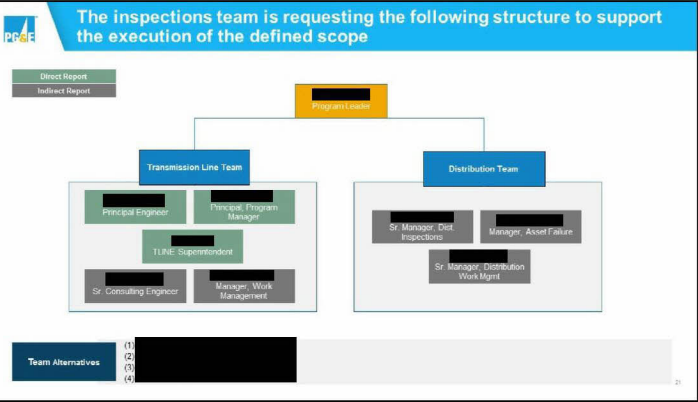 The inspections team is requesting the following structure to support
the execution of the defined scope
PG&E
Direct Report
Indirect Report
Program Leader
Transmission Line Team
Distribution Team
Principal Engineer
Principal, Program
Manager
TLINE Superintendent
Sr. Consulting Engineer
Manager, Work
Management
Sr. Manager, Dist.
Inspections
Manager, Asset Failure
Sr. Manager, Distribution
Work Mgmt
Team Alternatives
(1)
(2)
(3)
(4)
21